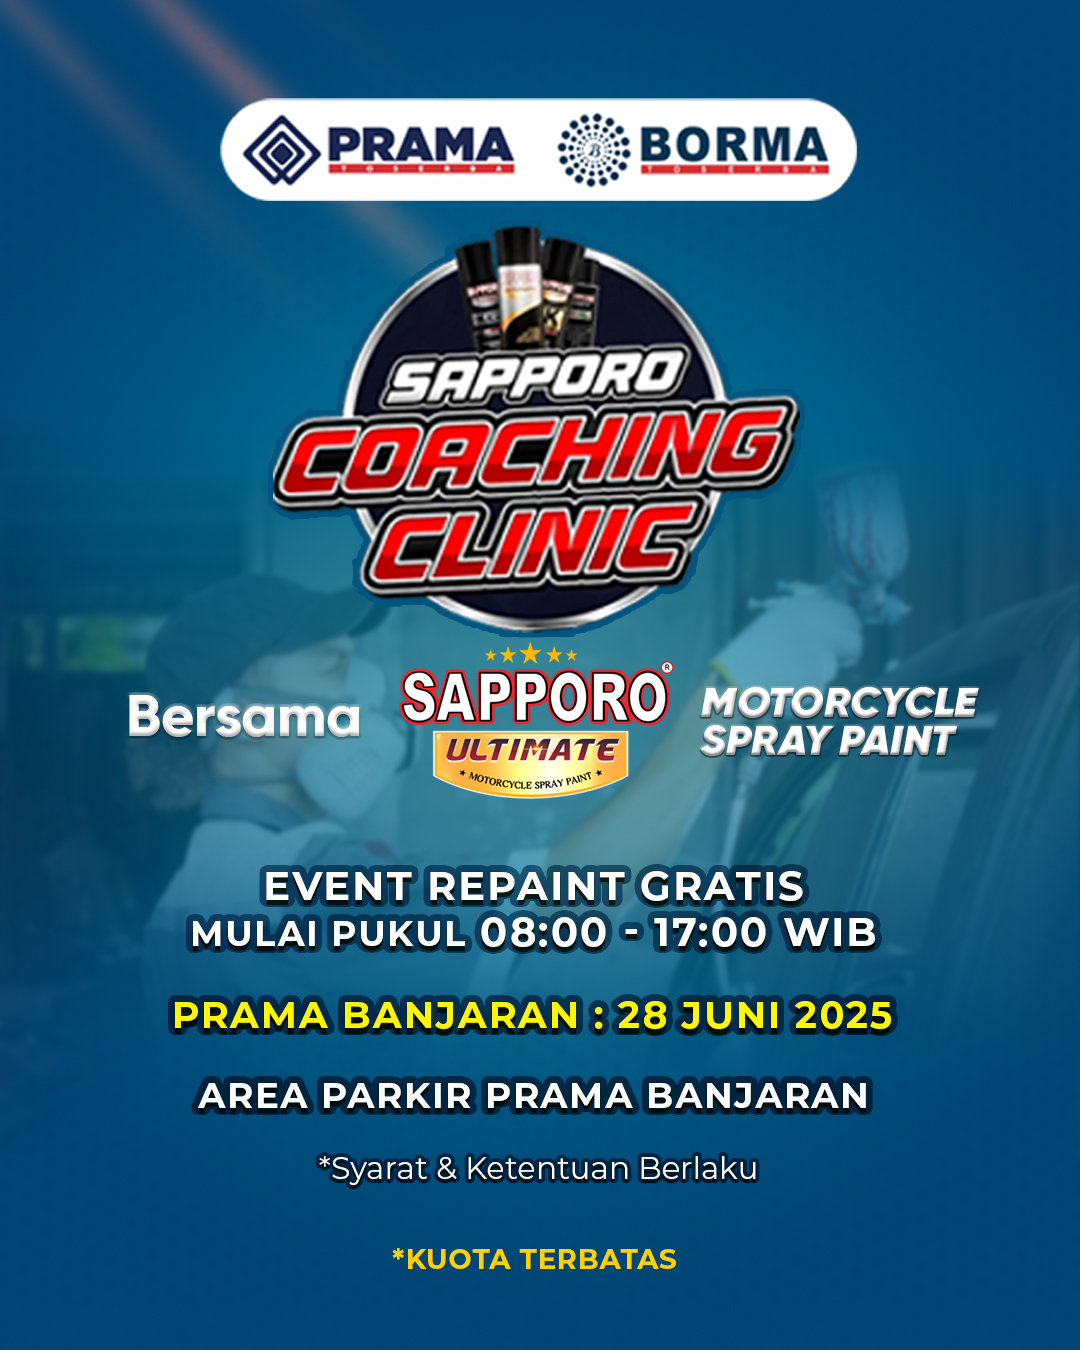 PRAMA
TOSERBA
BORMA
TOSERBA
SAPPORO
COACHING
CLINIC
Bersama
SAPPORO®
ULTIMATE
★ MOTORCYCLE SPRAY PAINT ★
MOTORCYCLE
SPRAY PAINT
EVENT REPAINT GRATIS
MULAI PUKUL 08:00 - 17:00 WIB
PRAMA BANJARAN : 28 JUNI 2025
AREA PARKIR PRAMA BANJARAN
*Syarat & Ketentuan Berlaku
*KUOTA TERBATAS